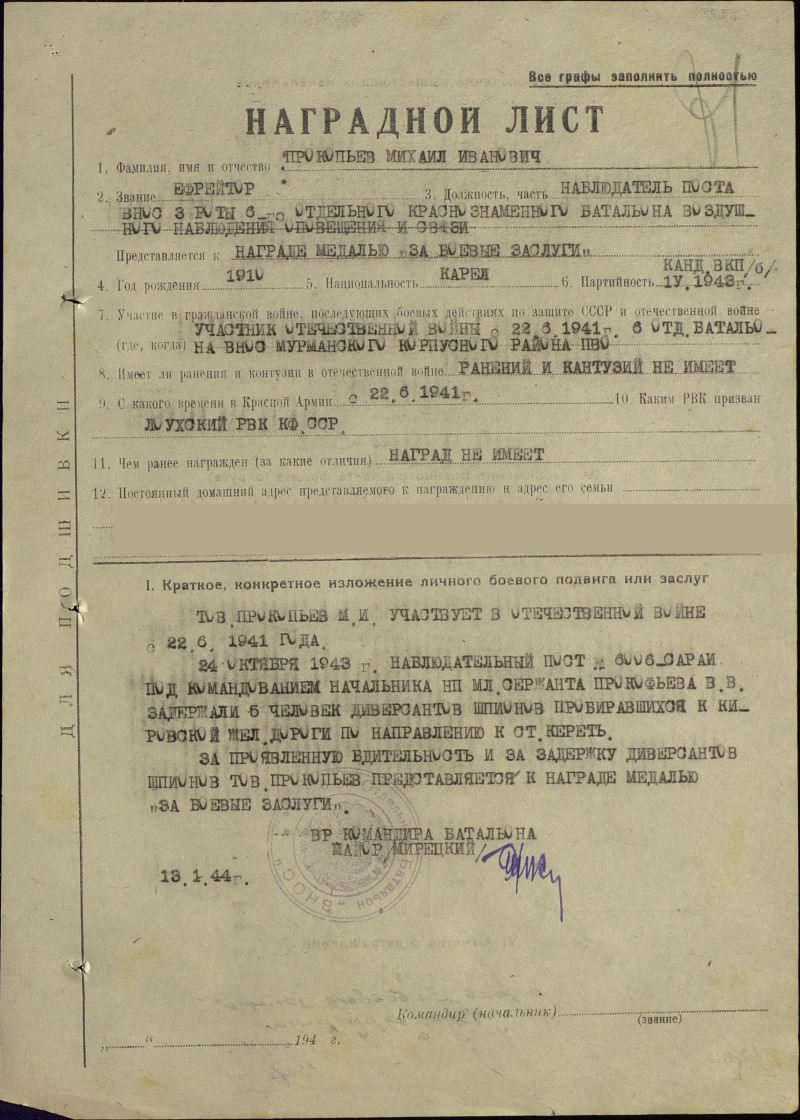 Все графы заполнять полностью
НАГРАДНОЙ ЛИСТ
1. Фамилия, имя и отчество ПРОКОПЬЕВ МИХАИЛ ИВАНОВИЧ
2. Звание ЕФРЕЙТОР 3. Должность, часть НАБЛЮДАТЕЛЬ ПОСТА
ВНОС 3 РОТЫ 6-го ОТДЕЛЬНОГО КРАСНОЗНАМЕННОГО БАТАЛЬОНА ВОЗДУШ-
НОГО НАБЛЮДЕНИЯ ОПОВЕЩЕНИЯ И СВЯЗИ
Представляется к НАГРАДЕ МЕДАЛЬЮ „ЗА БОЕВЫЕ ЗАСЛУГИ„
4. Год рождения 1910 5. Национальность КАРЕЛ 6. Партийность КАНД.ВКП/б/ 1У.1943г.
7. Участие в гражданской войне, последующих боевых действиях по защите СССР и отечественной войне
(где, когда) УЧАСТНИК ОТЕЧЕСТВЕННОЙ ВОЙНЫ с 22.6.1941г. 6 ОТД.БАТАЛЬО-
НА ВНОС МУРМАНСКОГО КОРПУСНОГО РАЙОНА ПВО
8. Имеет ли ранения и контузии в отечественной войне РАНЕНИЙ И КАНТУЗИЙ НЕ ИМЕЕТ
9. С какого времени в Красной Армии с 22.6.1941г. 10. Каким РВК призван
ЛОУХСКИЙ РВК КФ.ССР.
11. Чем ранее награжден (за какие отличия) НАГРАД НЕ ИМЕЕТ
12. Постоянный домашний адрес представляемого к награждению и адрес его семьи
I. Краткое, конкретное изложение личного боевого подвига или заслуг
ТОВ.ПРОКОПЬЕВ М.И. УЧАСТВУЕТ В ОТЕЧЕСТВЕННОЙ ВОЙНЕ
с 22.6. 1941 ГОДА.
24 ОКТЯБРЯ 1943 г. НАБЛЮДАТЕЛЬНЫЙ ПОСТ № 6006-САРАИ
ПОД КОМАНДОВАНИЕМ НАЧАЛЬНИКА НП МЛ.СЕРЖАНТА ПРОКОФЬЕВА В.В.
ЗАДЕРЖАЛИ 5 ЧЕЛОВЕК ДИВЕРСАНТОВ ШПИОНОВ ПРОБИРАВШИХСЯ К КИ-
РОВСКОЙ ЖЕЛ.ДОРОГИ ПО НАПРАВЛЕНИЮ К СТ.КЕРЕТЬ.
ЗА ПРОЯВЛЕННУЮ БДИТЕЛЬНОСТЬ И ЗА ЗАДЕРЖКУ ДИВЕРСАНТОВ
ШПИОНОВ ТОВ.ПРОКОПЬЕВ ПРЕДСТАВЛЯЕТСЯ К НАГРАДЕ МЕДАЛЬЮ
„ЗА БОЕВЫЕ ЗАСЛУГИ„.
ВР КОМАНДИРА БАТАЛЬОНА
МАЙОР/МИРЕЦКИЙ/
13.1.44г.
Батальон "ВНОС"
Командир (начальник)
(звание)
„ “ 194 г.
ДЛЯ ПОДШИВКИ